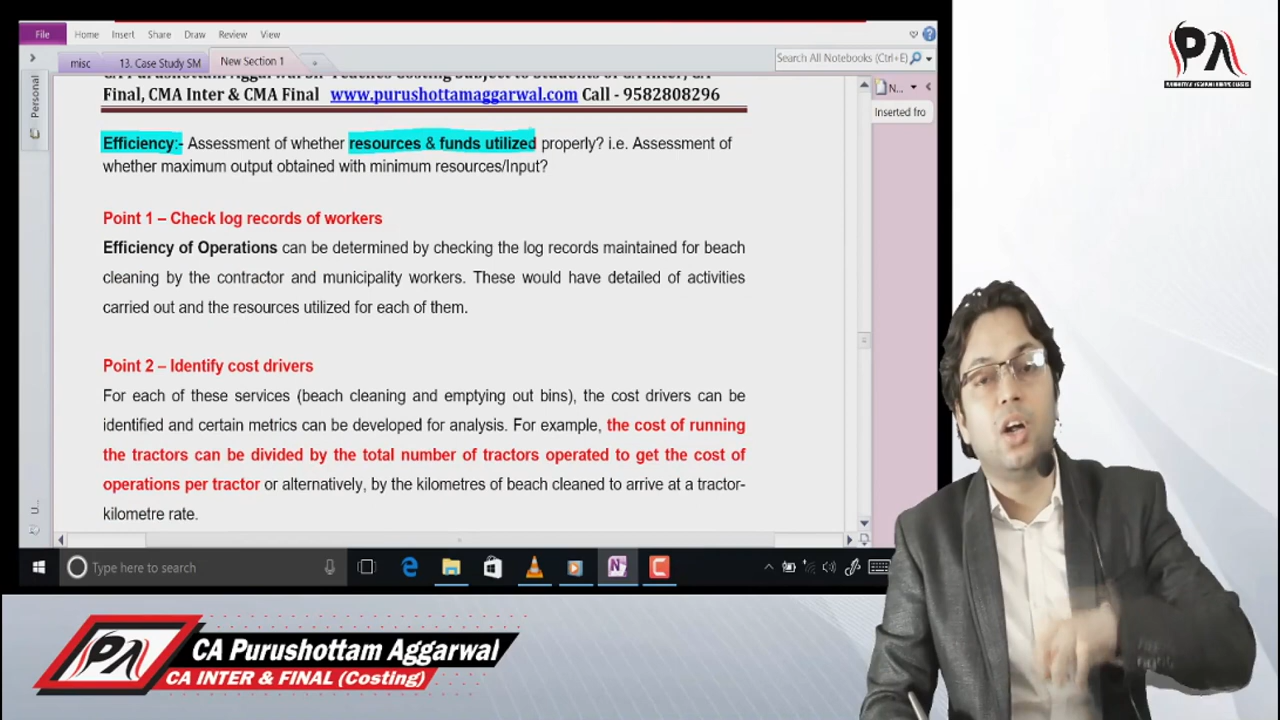 File Home Insert Share Draw Review View
misc 13. Case Study SM New Section 1 Search All Notebooks (Ctrl+E)
Personal
N...
Inserted fro
Final, CMA Inter & CMA Final www.purushottamaggarwal.com Call - 9582808296
Efficiency:- Assessment of whether resources & funds utilized properly? i.e. Assessment of
whether maximum output obtained with minimum resources/Input?
Point 1 – Check log records of workers
Efficiency of Operations can be determined by checking the log records maintained for beach
cleaning by the contractor and municipality workers. These would have detailed of activities
carried out and the resources utilized for each of them.
Point 2 – Identify cost drivers
For each of these services (beach cleaning and emptying out bins), the cost drivers can be
identified and certain metrics can be developed for analysis. For example, the cost of running
the tractors can be divided by the total number of tractors operated to get the cost of
operations per tractor or alternatively, by the kilometres of beach cleaned to arrive at a tractor-
kilometre rate.
U...
Type here to search
PA
PA
CA Purushottam Aggarwal
CA INTER & FINAL (Costing)